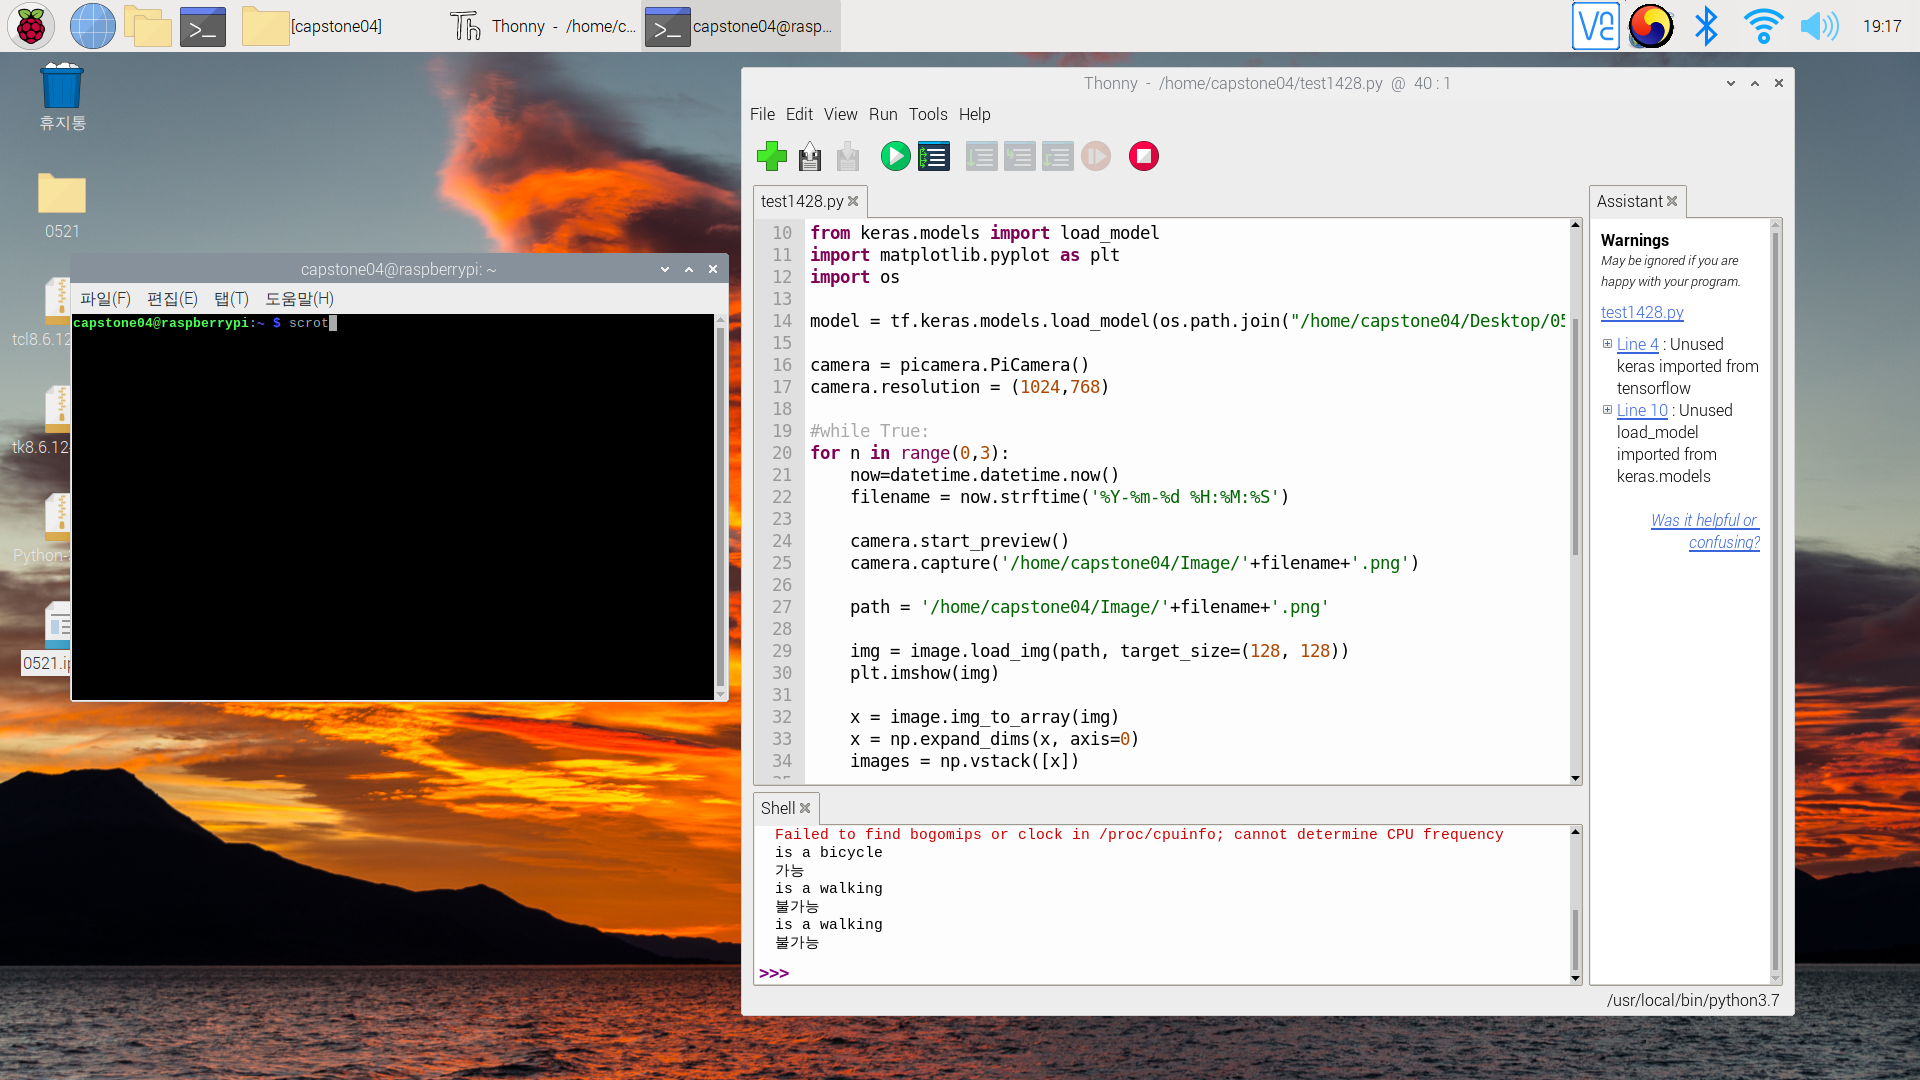 [capstone04]
Thonny - /home/c...
capstone04@rasp...
19:17
휴지통
0521
tcl8.6.12
tk8.6.12
Python-
0521.ip
capstone04@raspberrypi: ~
파일(F) 편집(E) 탭(T) 도움말(H)
capstone04@raspberrypi:~ $ scrot
Thonny - /home/capstone04/test1428.py @ 40 : 1
File Edit View Run Tools Help
test1428.py
10 from keras.models import load_model
11 import matplotlib.pyplot as plt
12 import os
13
14 model = tf.keras.models.load_model(os.path.join("/home/capstone04/Desktop/05
15
16 camera = picamera.PiCamera()
17 camera.resolution = (1024,768)
18
19 #while True:
20 for n in range(0,3):
21     now=datetime.datetime.now()
22     filename = now.strftime('%Y-%m-%d %H:%M:%S')
23
24     camera.start_preview()
25     camera.capture('/home/capstone04/Image/'+filename+'.png')
26
27     path = '/home/capstone04/Image/'+filename+'.png'
28
29     img = image.load_img(path, target_size=(128, 128))
30     plt.imshow(img)
31
32     x = image.img_to_array(img)
33     x = np.expand_dims(x, axis=0)
34     images = np.vstack([x])
Shell
Failed to find bogomips or clock in /proc/cpuinfo; cannot determine CPU frequency
is a bicycle
가능
is a walking
불가능
is a walking
불가능
>>>
Assistant
Warnings
May be ignored if you are
happy with your program.
test1428.py
Line 4 : Unused
keras imported from
tensorflow
Line 10 : Unused
load_model
imported from
keras.models
Was it helpful or
confusing?
/usr/local/bin/python3.7